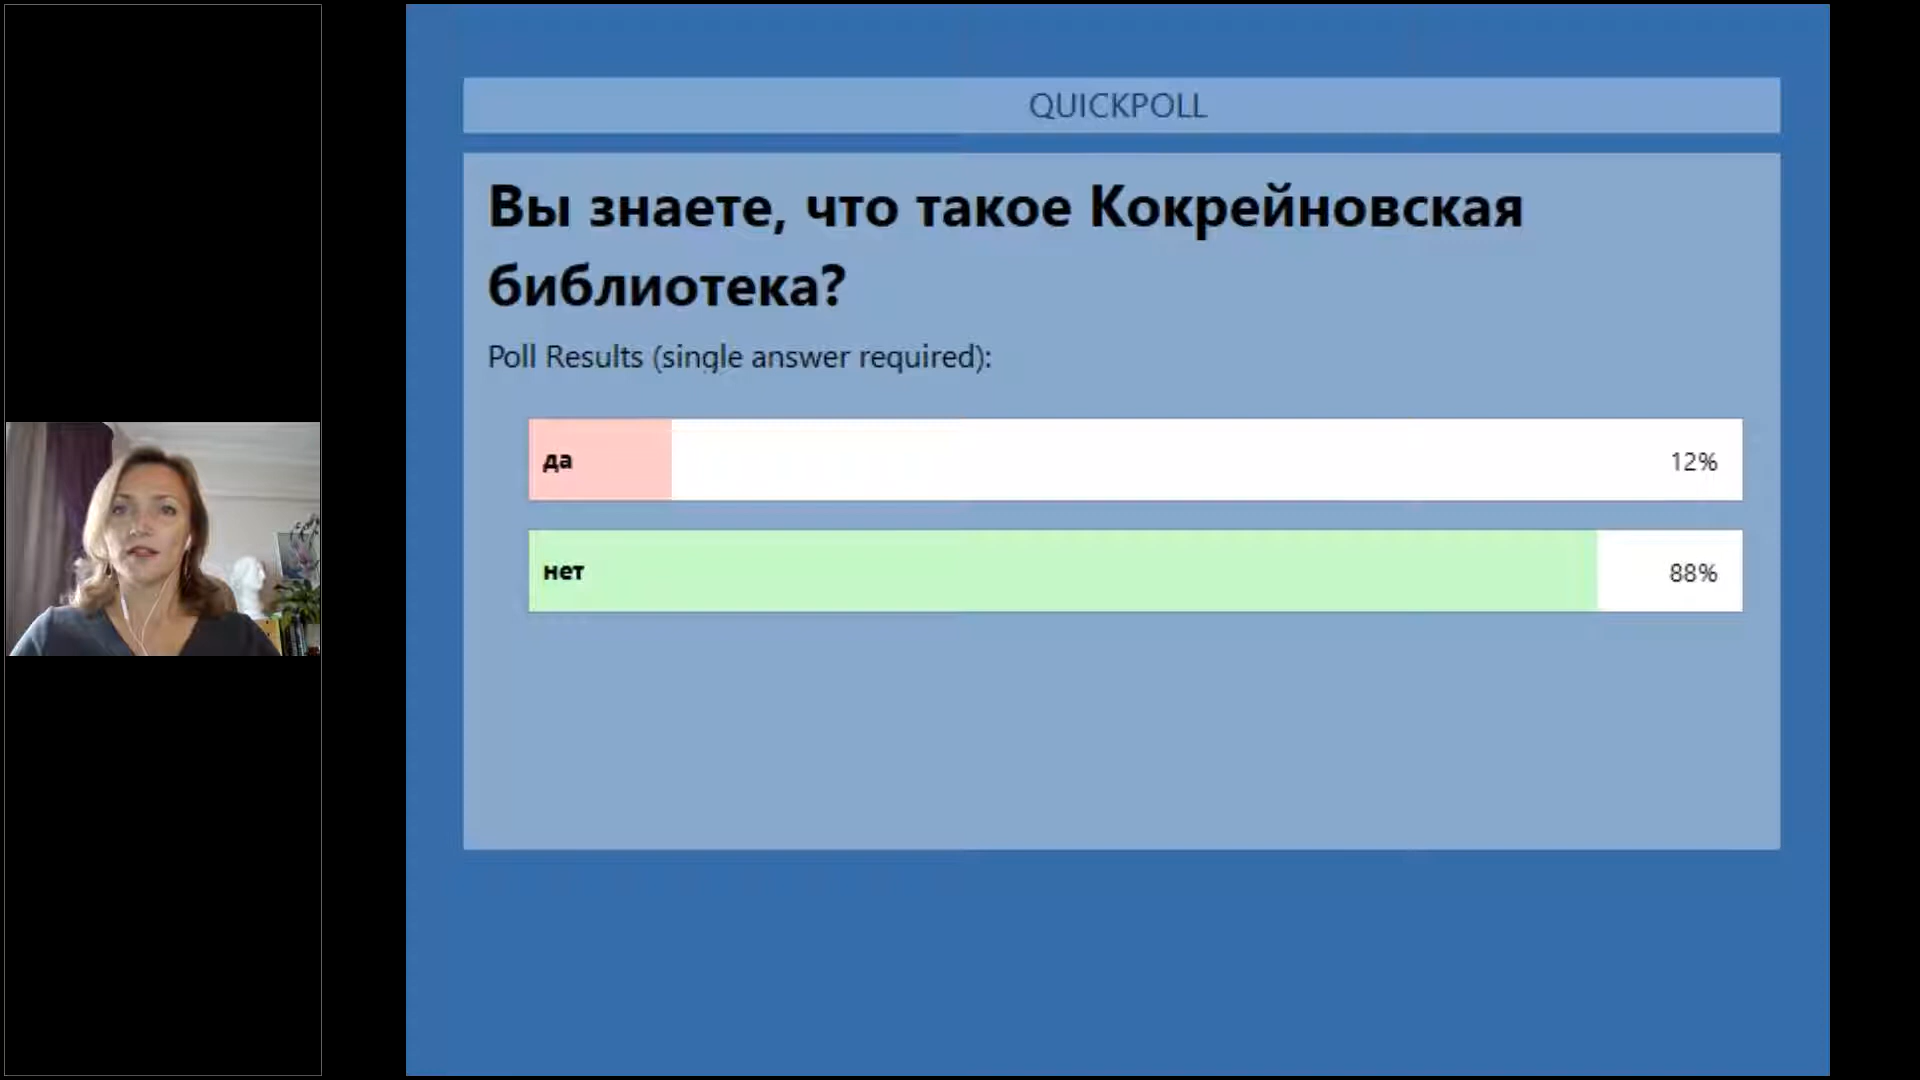 QUICKPOLL
Вы знаете, что такое Кокрейновская
библиотека?
Poll Results (single answer required):
да 12%
нет 88%